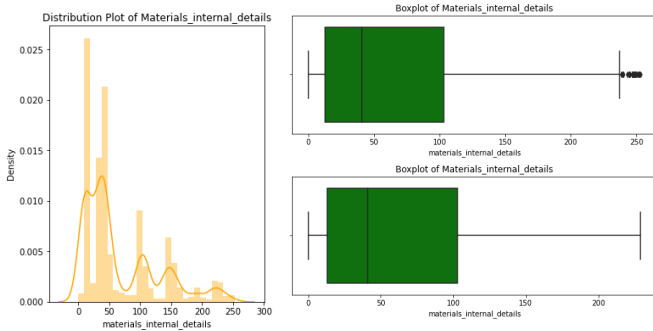 Distribution Plot of Materials_internal_details
0.025
0.020
0.015
0.010
0.005
0.000
Density
0 50 100 150 200 250 300
materials_internal_details
Boxplot of Materials_internal_details
0 50 100 150 200 250
materials_internal_details
Boxplot of Materials_internal_details
0 50 100 150 200
materials_internal_details